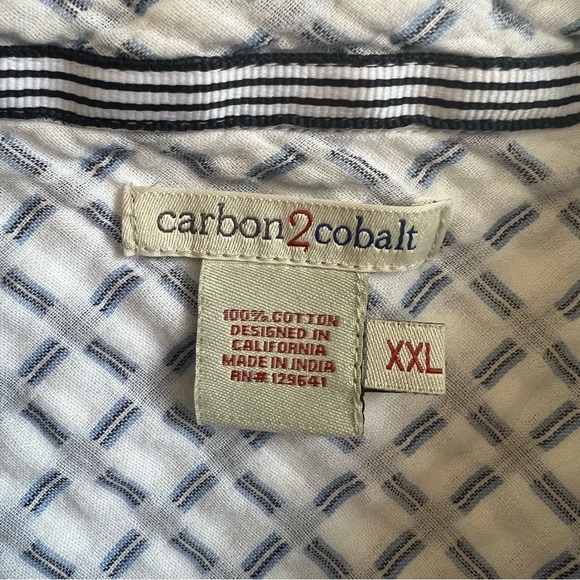 carbon2cobalt
100% COTTON
DESIGNED IN
CALIFORNIA
MADE IN INDIA
RN# 129641
XXL